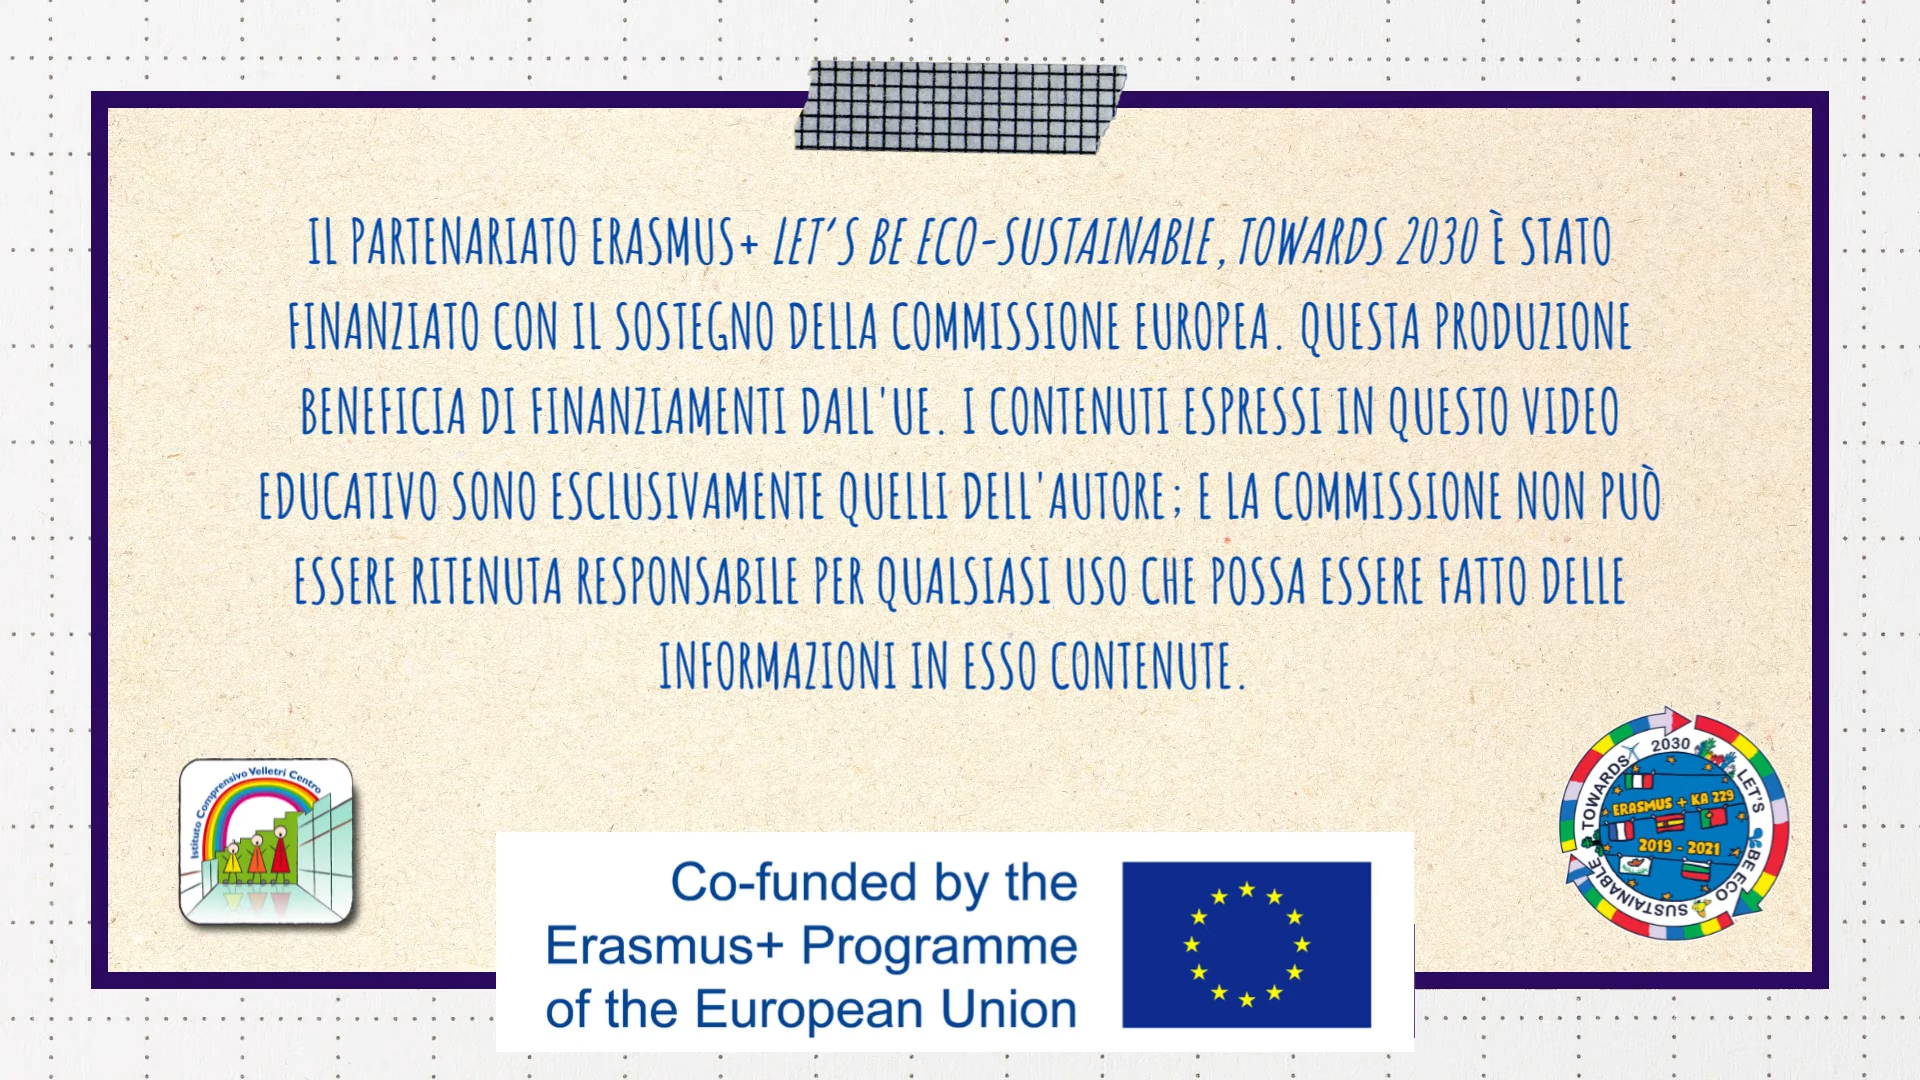 IL PARTENARIATO ERASMUS+ LET'S BE ECO-SUSTAINABLE, TOWARDS 2030 È STATO
FINANZIATO CON IL SOSTEGNO DELLA COMMISSIONE EUROPEA. QUESTA PRODUZIONE
BENEFICIA DI FINANZIAMENTI DALL'UE. I CONTENUTI ESPRESSI IN QUESTO VIDEO
EDUCATIVO SONO ESCLUSIVAMENTE QUELLI DELL'AUTORE; E LA COMMISSIONE NON PUÒ
ESSERE RITENUTA RESPONSABILE PER QUALSIASI USO CHE POSSA ESSERE FATTO DELLE
INFORMAZIONI IN ESSO CONTENUTE.
Istituto Comprensivo Velletri Centro
Co-funded by the
Erasmus+ Programme
of the European Union
LET'S BE ECO SUSTAINABLE TOWARDS 2030
ERASMUS + KA 229
2019 - 2021